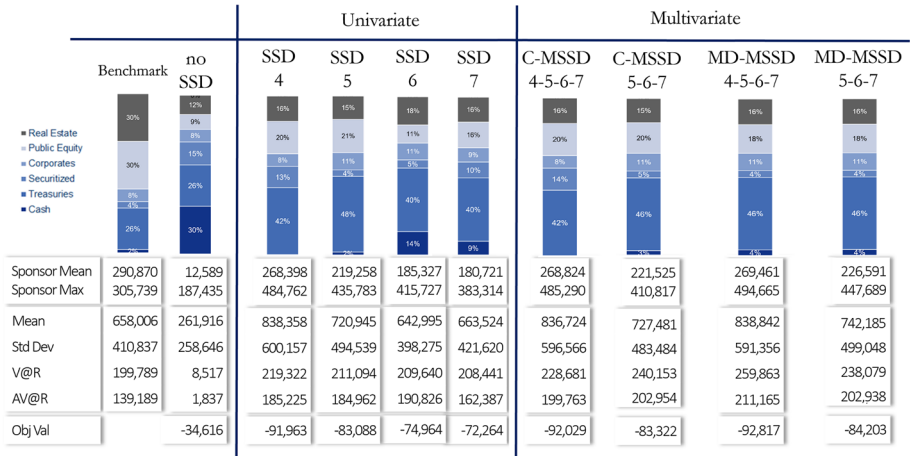 Univariate Multivariate
Benchmark no SSD SSD 4 SSD 5 SSD 6 SSD 7 C-MSSD 4-5-6-7 C-MSSD 5-6-7 MD-MSSD 4-5-6-7 MD-MSSD 5-6-7
Real Estate 30% 12% 16% 15% 18% 16% 16% 15% 16% 16%
Public Equity 30% 9% 20% 21% 11% 18% 20% 20% 18% 18%
Corporates 8% 8% 8% 11% 11% 9% 8% 11% 11% 11%
Securitized 4% 15% 13% 4% 5% 10% 14% 5% 4% 4%
Treasuries 26% 26% 42% 48% 40% 40% 42% 46% 46% 46%
Cash 2% 30% 2% 14% 9% 3% 4% 4%
Sponsor Mean 290,870 12,589 268,398 219,258 185,327 180,721 268,824 221,525 269,461 226,591
Sponsor Max 305,739 187,435 484,762 435,783 415,727 383,314 485,290 410,817 494,665 447,689
Mean 658,006 261,916 838,358 720,945 642,995 663,524 836,724 727,481 838,842 742,185
Std Dev 410,837 258,646 600,157 494,539 398,275 421,620 596,566 483,484 591,356 499,048
V@R 199,789 8,517 219,322 211,094 209,640 208,441 228,681 240,153 259,863 238,079
AV@R 139,189 1,837 185,225 184,962 190,826 162,387 199,763 202,954 211,165 202,938
Obj Val -34,616 -91,963 -83,088 -74,964 -72,264 -92,029 -83,322 -92,817 -84,203